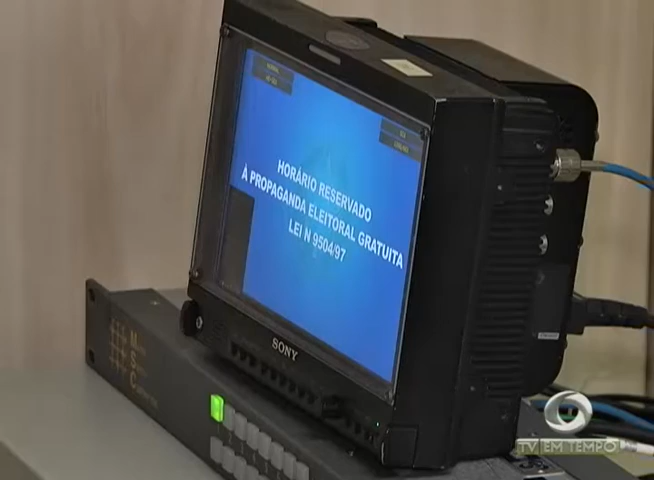 HORÁRIO RESERVADO
À PROPAGANDA ELEITORAL GRATUITA
LEI N 9504/97
SONY
TV EM TEMPO